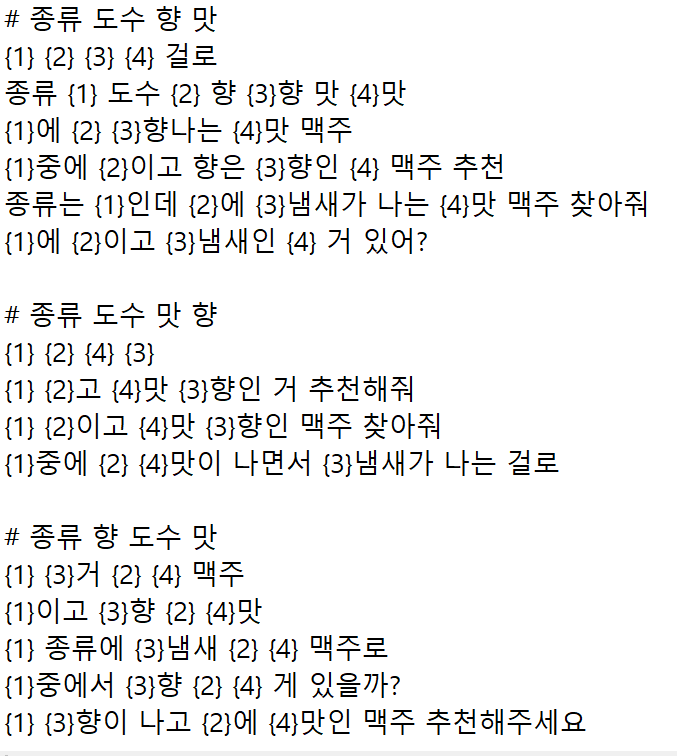 # 종류 도수 향 맛
{1} {2} {3} {4} 걸로
종류 {1} 도수 {2} 향 {3}향 맛 {4}맛
{1}에 {2} {3}향나는 {4}맛 맥주
{1}중에 {2}이고 향은 {3}향인 {4} 맥주 추천
종류는 {1}인데 {2}에 {3}냄새가 나는 {4}맛 맥주 찾아줘
{1}에 {2}이고 {3}냄새인 {4} 거 있어?
# 종류 도수 맛 향
{1} {2} {4} {3}
{1} {2}고 {4}맛 {3}향인 거 추천해줘
{1} {2}이고 {4}맛 {3}향인 맥주 찾아줘
{1}중에 {2} {4}맛이 나면서 {3}냄새가 나는 걸로
# 종류 향 도수 맛
{1} {3}거 {2} {4} 맥주
{1}이고 {3}향 {2} {4}맛
{1} 종류에 {3}냄새 {2} {4} 맥주로
{1}중에서 {3}향 {2} {4} 게 있을까?
{1} {3}향이 나고 {2}에 {4}맛인 맥주 추천해주세요